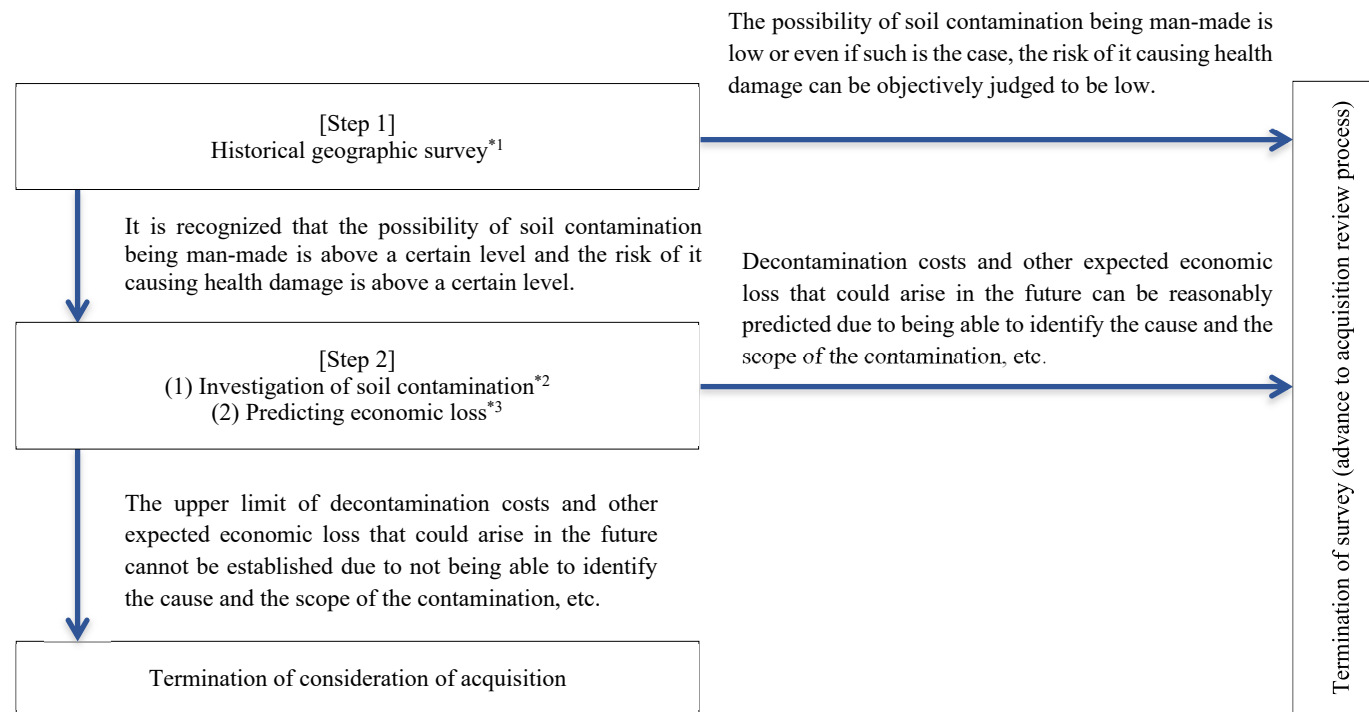 The possibility of soil contamination being man-made is
low or even if such is the case, the risk of it causing health
damage can be objectively judged to be low.
[Step 1]
Historical geographic survey*1
It is recognized that the possibility of soil contamination
being man-made is above a certain level and the risk of it
causing health damage is above a certain level.
Decontamination costs and other expected economic
loss that could arise in the future can be reasonably
predicted due to being able to identify the cause and the
scope of the contamination, etc.
[Step 2]
(1) Investigation of soil contamination*2
(2) Predicting economic loss*3
The upper limit of decontamination costs and other
expected economic loss that could arise in the future
cannot be established due to not being able to identify
the cause and the scope of the contamination, etc.
Termination of consideration of acquisition
Termination of survey (advance to acquisition review process)